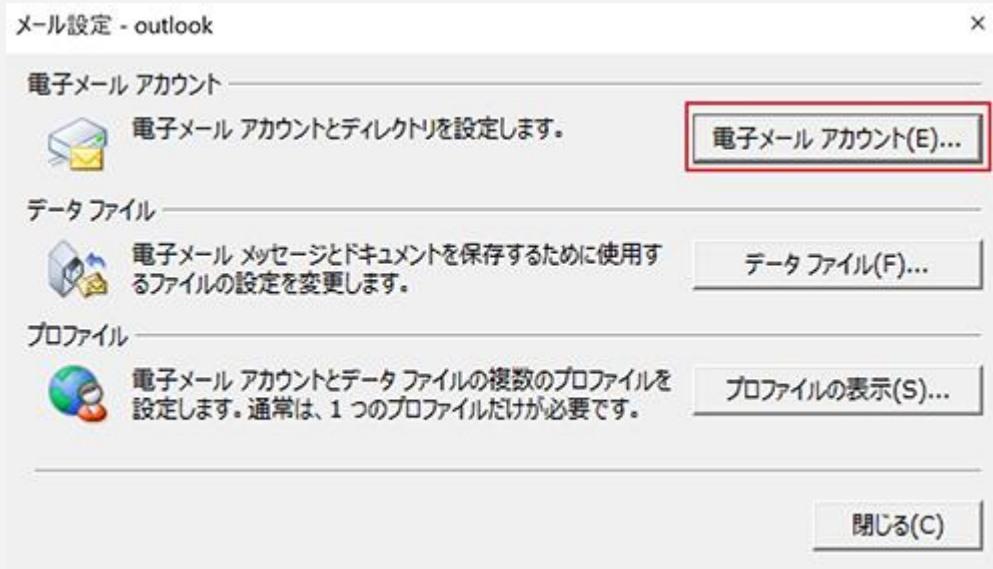 メール設定 - outlook
電子メール アカウント
電子メール アカウントとディレクトリを設定します。
電子メール アカウント(E)...
データ ファイル
電子メール メッセージとドキュメントを保存するために使用す
るファイルの設定を変更します。
データ ファイル(F)...
プロファイル
電子メール アカウントとデータ ファイルの複数のプロファイルを
設定します。通常は、1 つのプロファイルだけが必要です。
プロファイルの表示(S)...
閉じる(C)